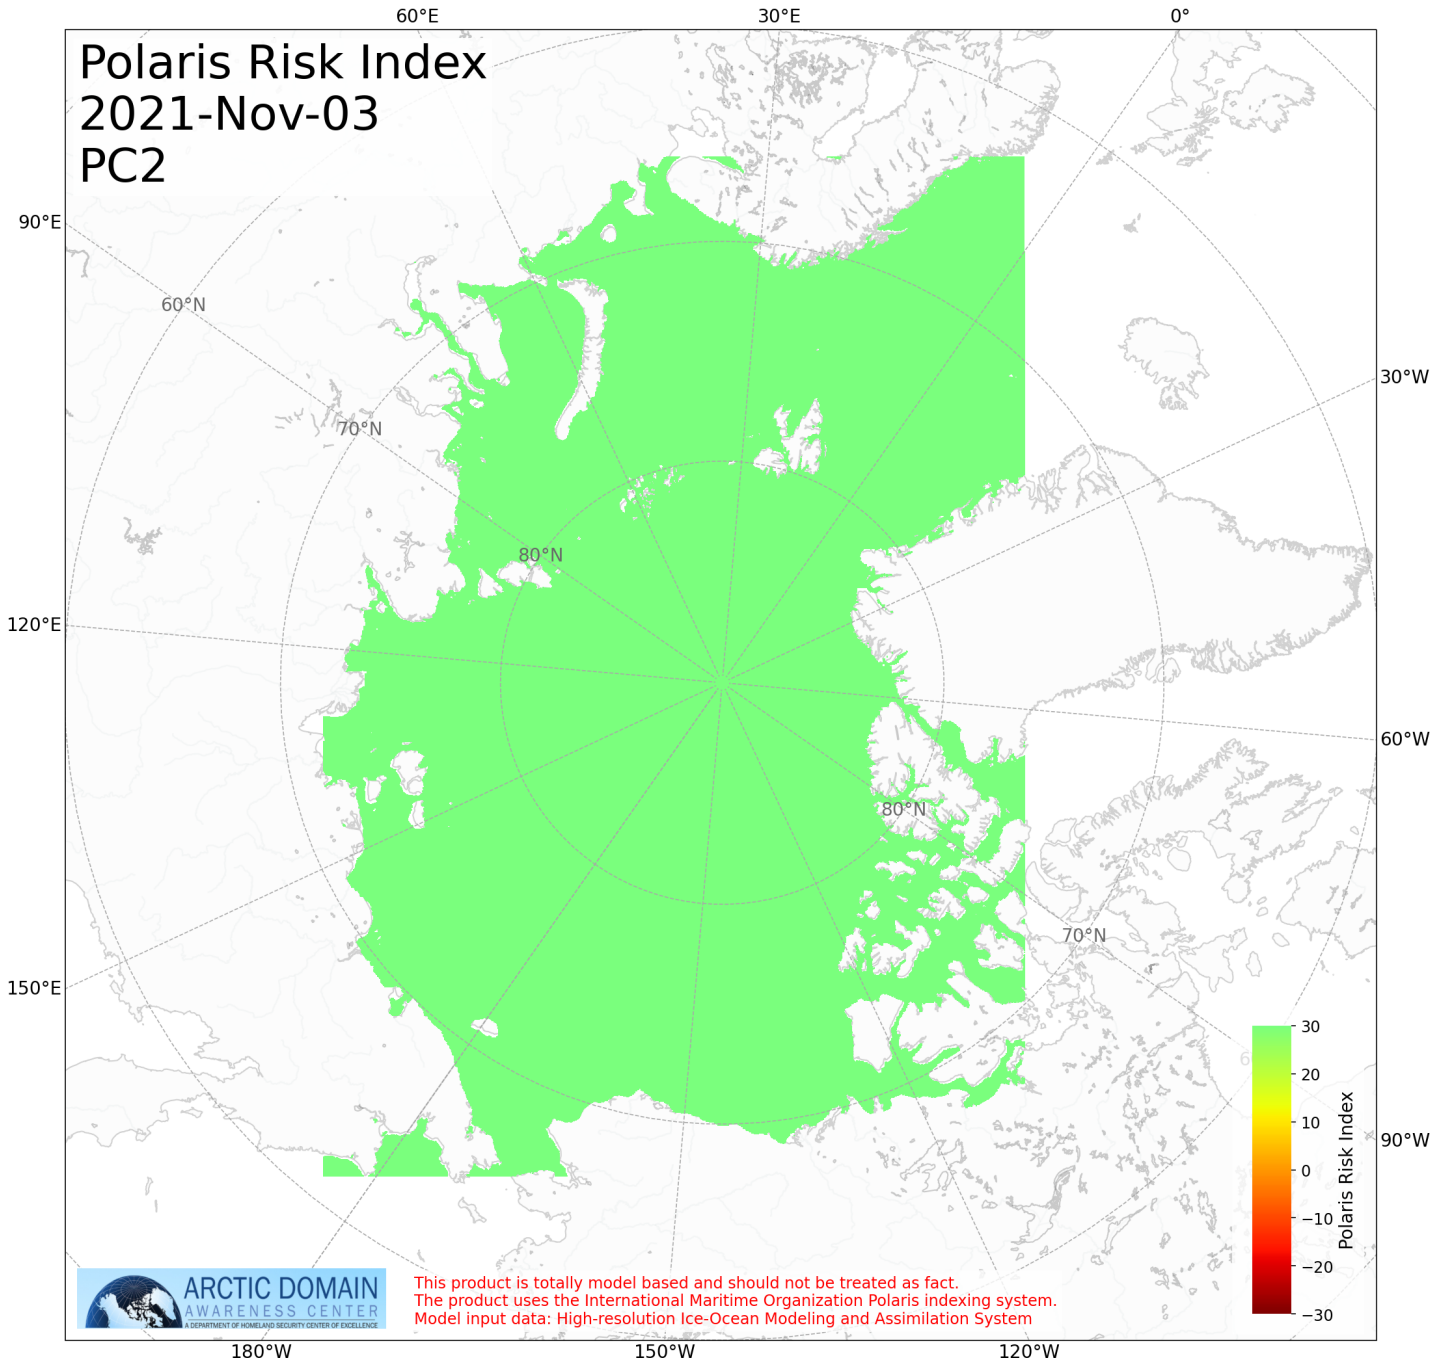 60°E 30°E 0°
Polaris Risk Index
2021-Nov-03
PC2
90°E
60°N
30°W
70°N
80°N
120°E
60°W
80°N
70°N
150°E
30
20
10
0
−10
−20
−30
Polaris Risk Index
90°W
ARCTIC DOMAIN
AWARENESS CENTER
A DEPARTMENT OF HOMELAND SECURITY CENTER OF EXCELLENCE
This product is totally model based and should not be treated as fact.
The product uses the International Maritime Organization Polaris indexing system.
Model input data: High-resolution Ice-Ocean Modeling and Assimilation System
180°W 150°W 120°W